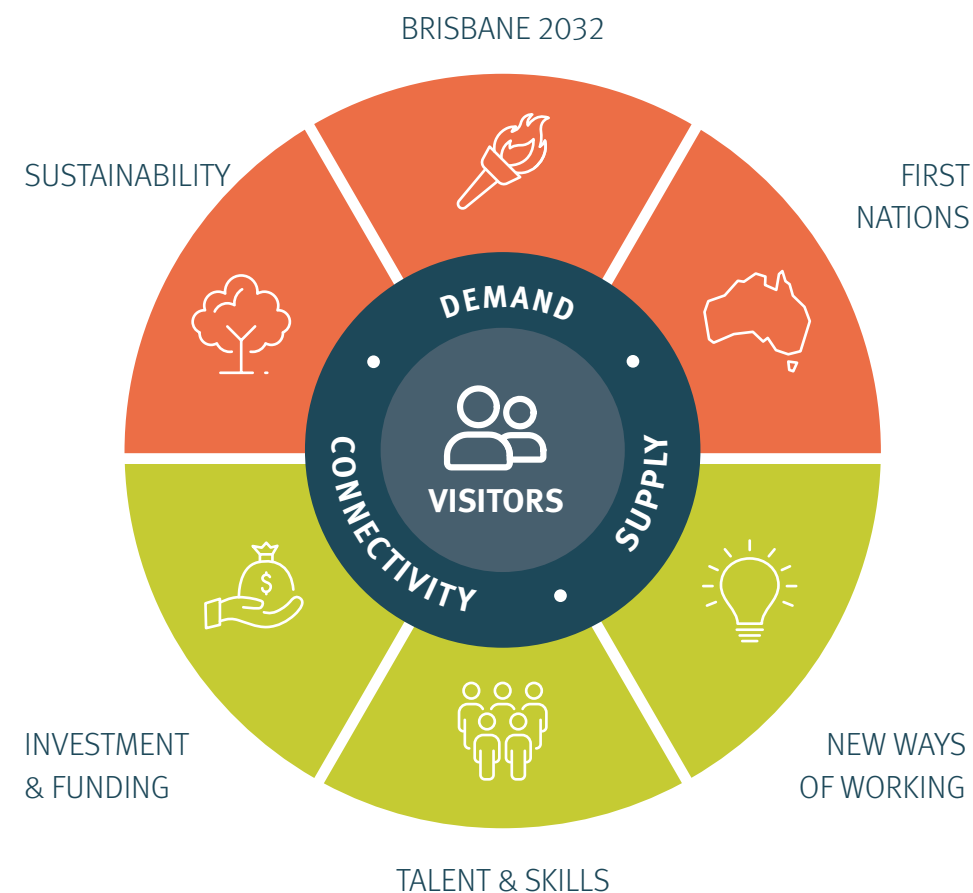 BRISBANE 2032
SUSTAINABILITY
FIRST
NATIONS
DEMAND
CONNECTIVITY
SUPPLY
VISITORS
$
INVESTMENT
& FUNDING
NEW WAYS
OF WORKING
TALENT & SKILLS